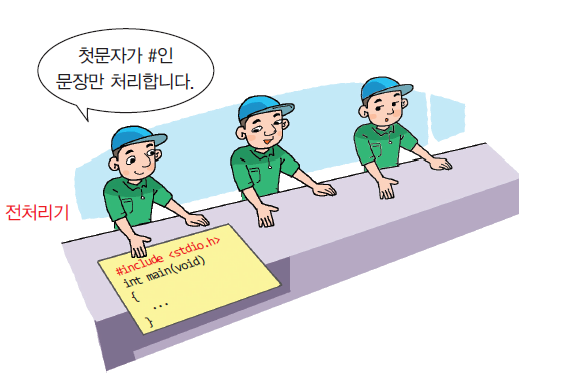 첫문자가 #인
문장만 처리합니다.
전처리기
#include <stdio.h>
int main(void)
{
...
}